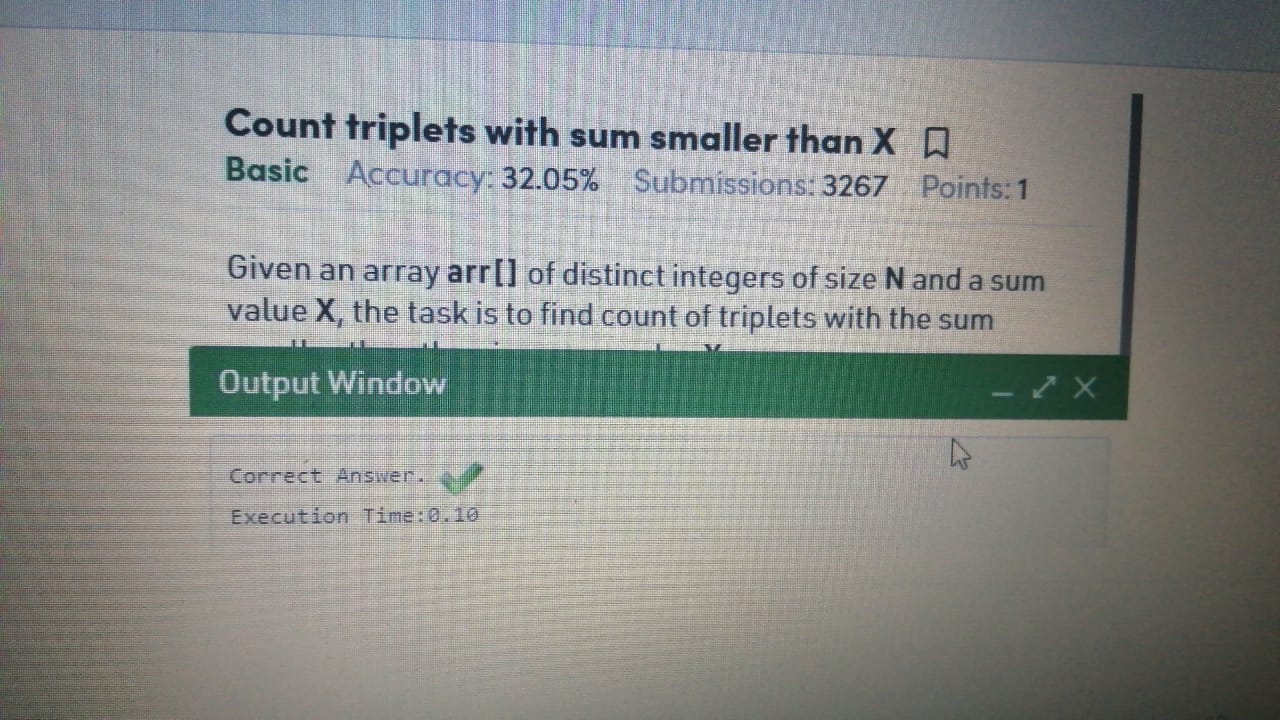 Count triplets with sum smaller than X
Basic Accuracy: 32.05% Submissions: 3267 Points: 1
Given an array arr[] of distinct integers of size N and a sum
value X, the task is to find count of triplets with the sum
Output Window
Correct Answer.
Execution Time:0.10